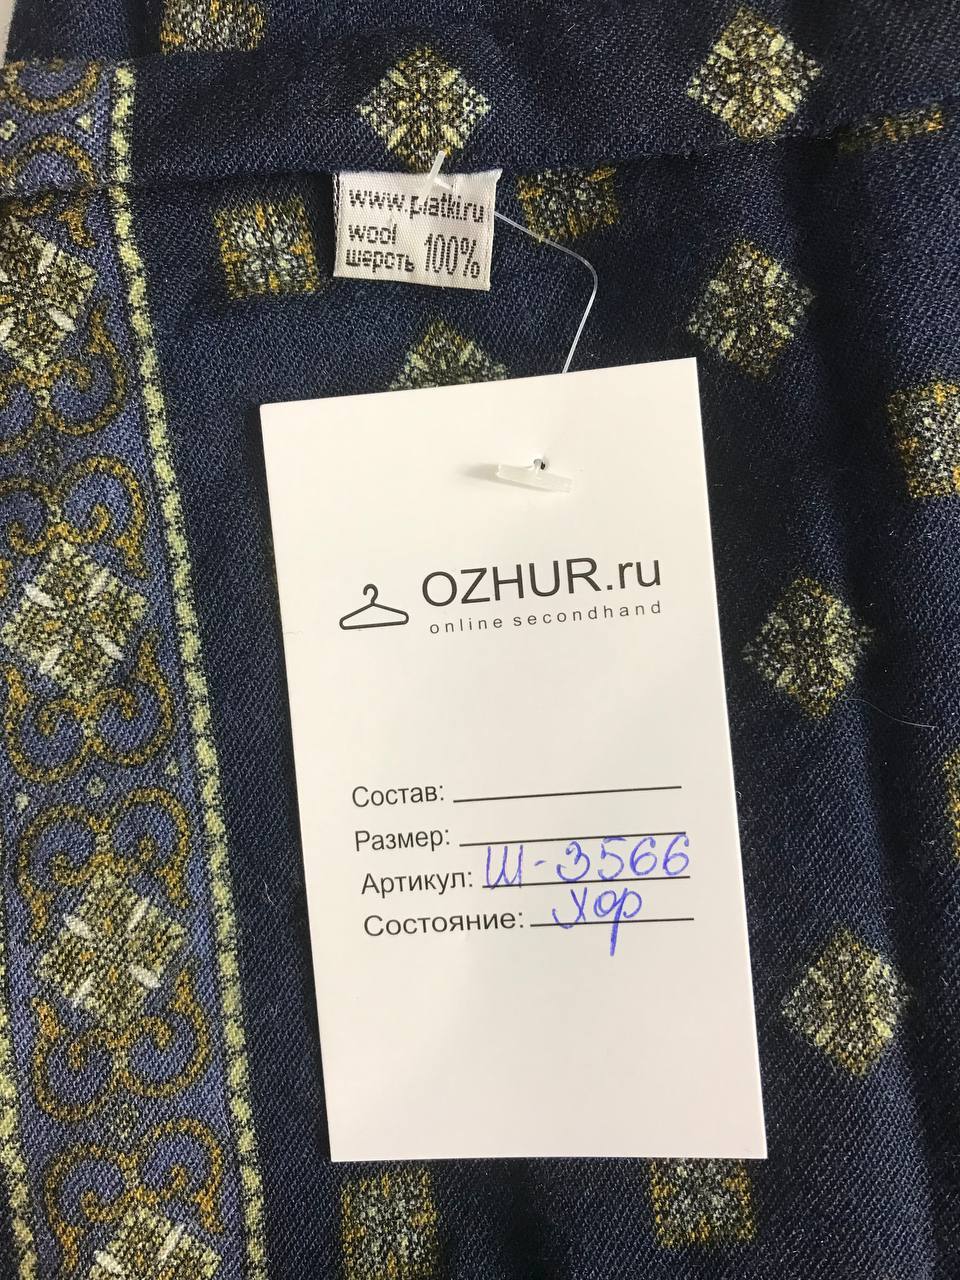 www.platki.ru
wool
шерсть 100%
OZHUR.ru
online secondhand
Состав:
Размер:
Артикул: Ш-3566
Состояние: Хор